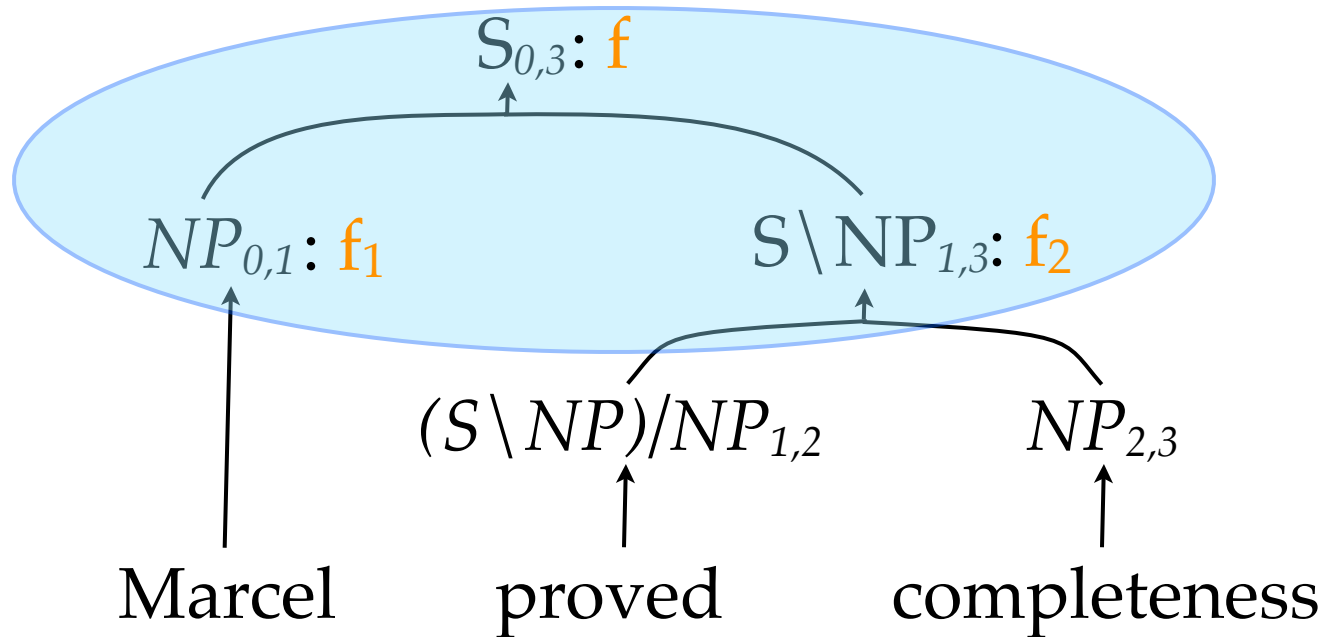 S0,3: f
NP0,1: f1 S\NP1,3: f2
(S\NP)/NP1,2 NP2,3
Marcel proved completeness